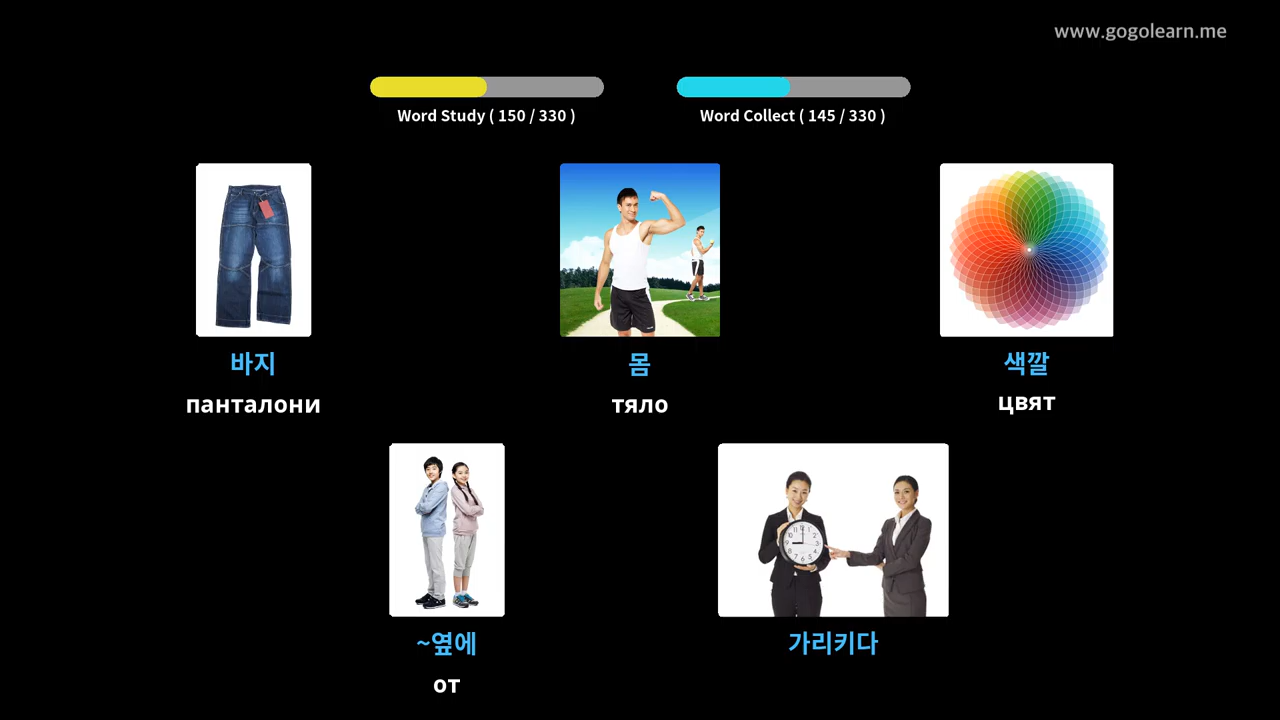 www.gogolearn.me
Word Study ( 150 / 330 )
Word Collect ( 145 / 330 )
바지
панталони
몸
тяло
색깔
цвят
~옆에
от
가리키다